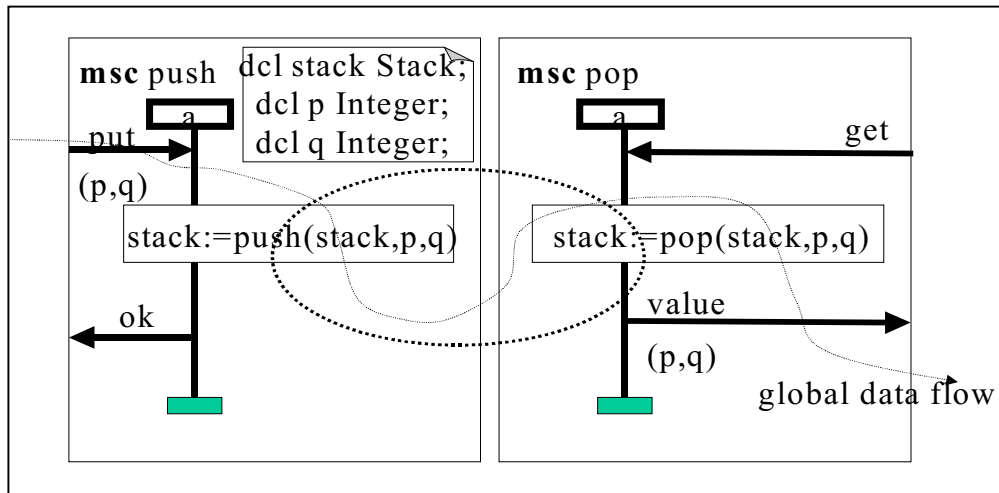 msc push
dcl stack Stack;
dcl p Integer;
dcl q Integer;
a
put
(p,q)
stack:=push(stack,p,q)
ok
msc pop
a
get
stack:=pop(stack,p,q)
value
(p,q)
global data flow